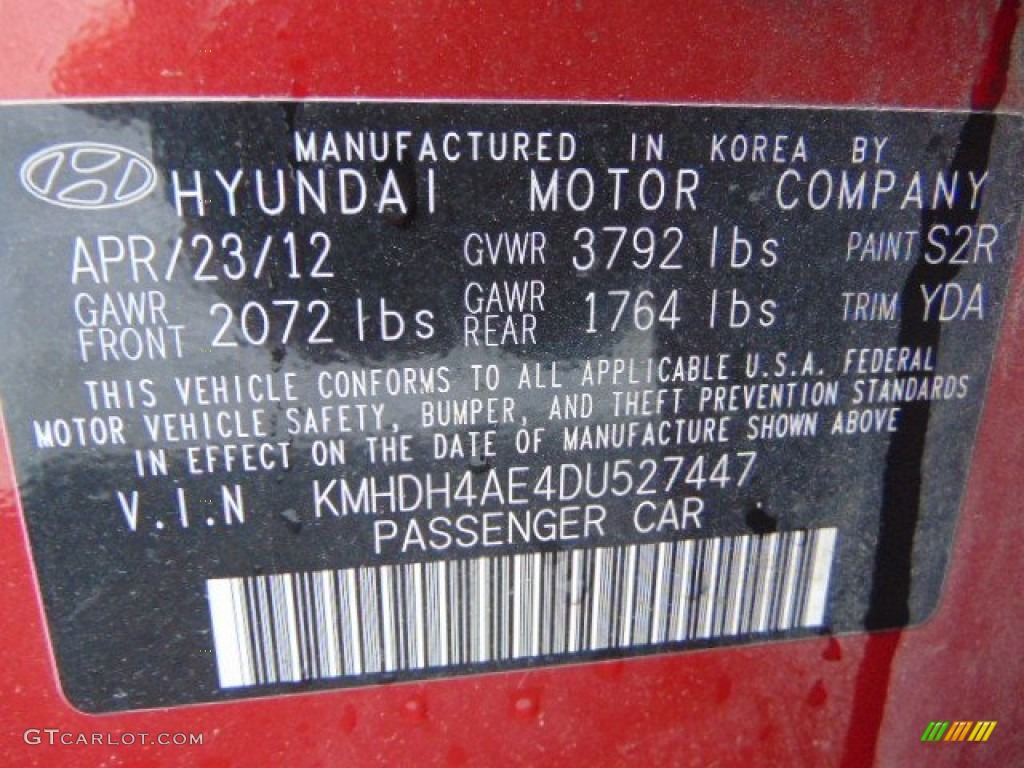 MANUFACTURED IN KOREA BY
HYUNDAI MOTOR COMPANY
APR/23/12 GVWR 3792 lbs PAINT S2R
GAWR FRONT 2072 lbs GAWR REAR 1764 lbs TRIM YDA
THIS VEHICLE CONFORMS TO ALL APPLICABLE U.S.A. FEDERAL
MOTOR VEHICLE SAFETY, BUMPER, AND THEFT PREVENTION STANDARDS
IN EFFECT ON THE DATE OF MANUFACTURE SHOWN ABOVE
V.I.N KMHDH4AE4DU527447
PASSENGER CAR
GTCARLOT.COM